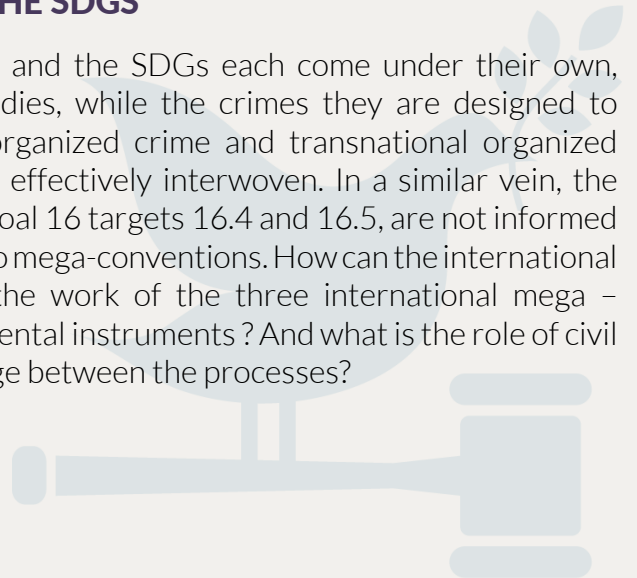 HE SDGS
and the SDGs each come under their own,
dies, while the crimes they are designed to
organized crime and transnational organized
effectively interwoven. In a similar vein, the
oal 16 targets 16.4 and 16.5, are not informed
o mega-conventions. How can the international
the work of the three international mega –
ental instruments ? And what is the role of civil
ge between the processes?